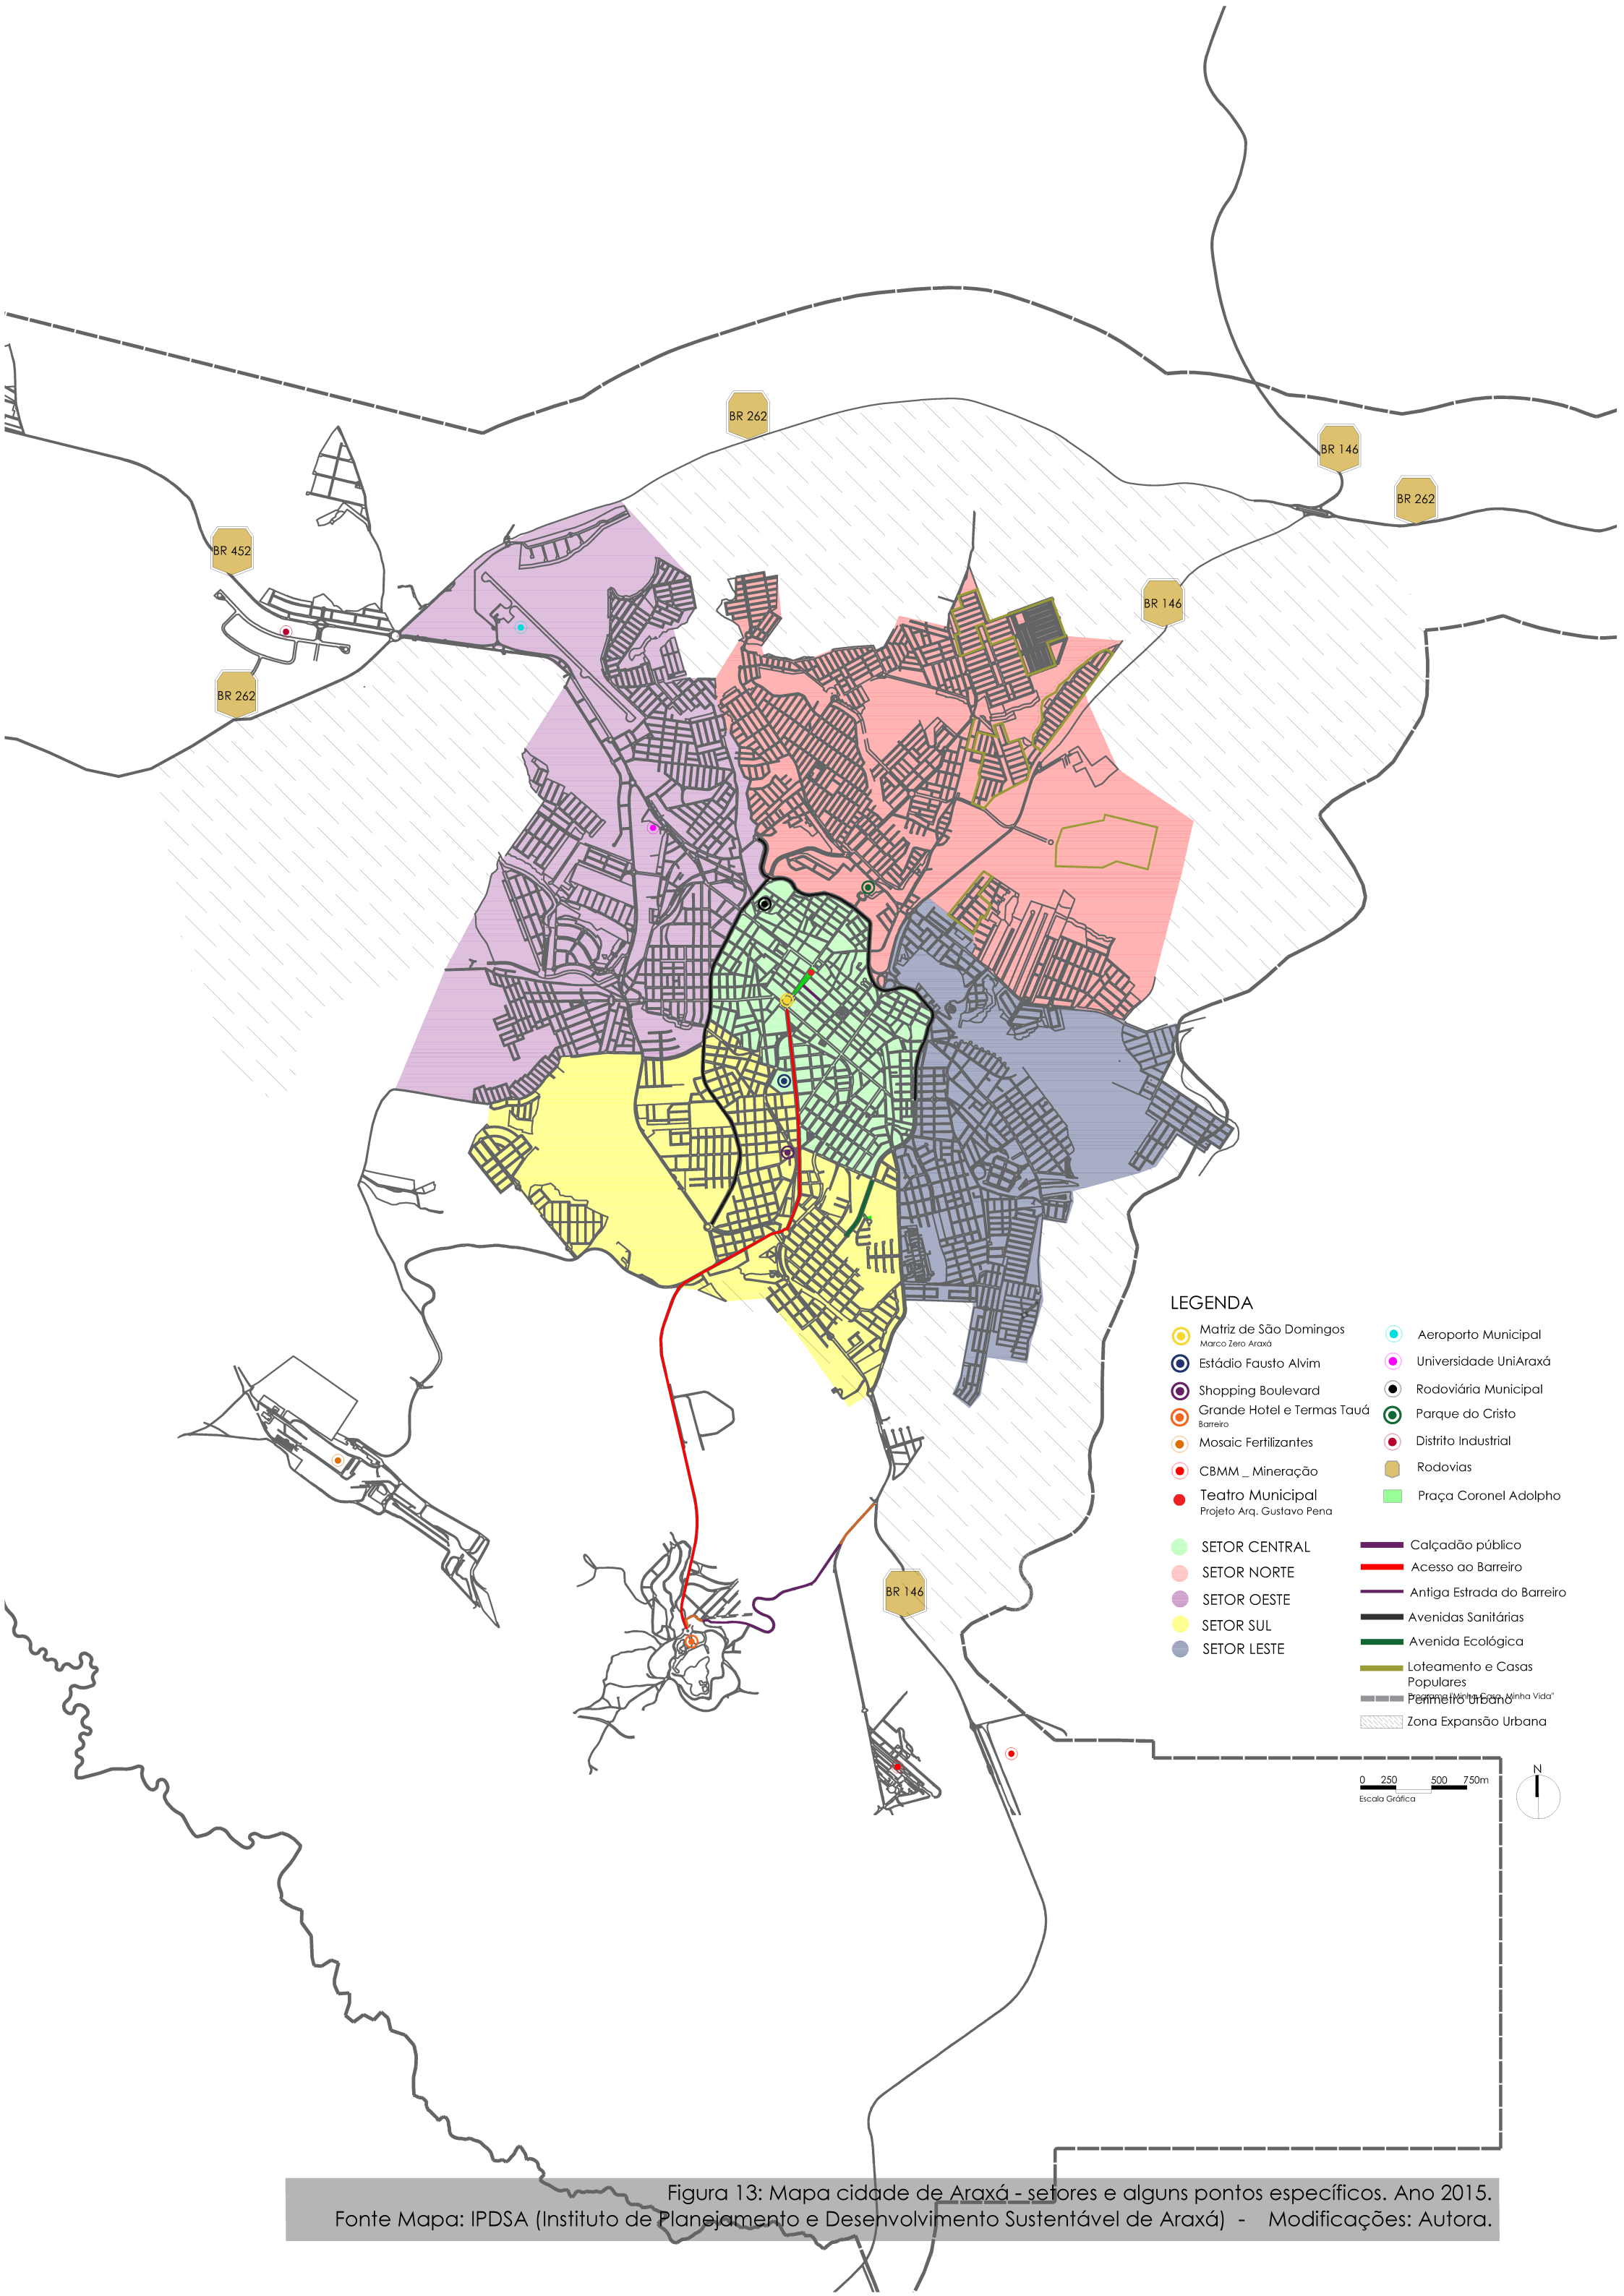 BR 262
BR 146
BR 262
BR 452
BR 146
BR 262
LEGENDA
Matriz de São Domingos
Marco Zero Araxá
Estádio Fausto Alvim
Shopping Boulevard
Grande Hotel e Termas Tauá
Barreiro
Mosaic Fertilizantes
CBMM _ Mineração
Teatro Municipal
Projeto Arq. Gustavo Pena
Aeroporto Municipal
Universidade UniAraxá
Rodoviária Municipal
Parque do Cristo
Distrito Industrial
Rodovias
Praça Coronel Adolpho
SETOR CENTRAL
SETOR NORTE
SETOR OESTE
SETOR SUL
SETOR LESTE
Calçadão público
Acesso ao Barreiro
Antiga Estrada do Barreiro
Avenidas Sanitárias
Avenida Ecológica
Loteamento e Casas
Populares
Programa "Minha Casa, Minha Vida"
Perímetro Urbano
Zona Expansão Urbana
BR 146
0 250 500 750m
Escala Gráfica
N
Figura 13: Mapa cidade de Araxá - setores e alguns pontos específicos. Ano 2015.
Fonte Mapa: IPDSA (Instituto de Planejamento e Desenvolvimento Sustentável de Araxá) - Modificações: Autora.